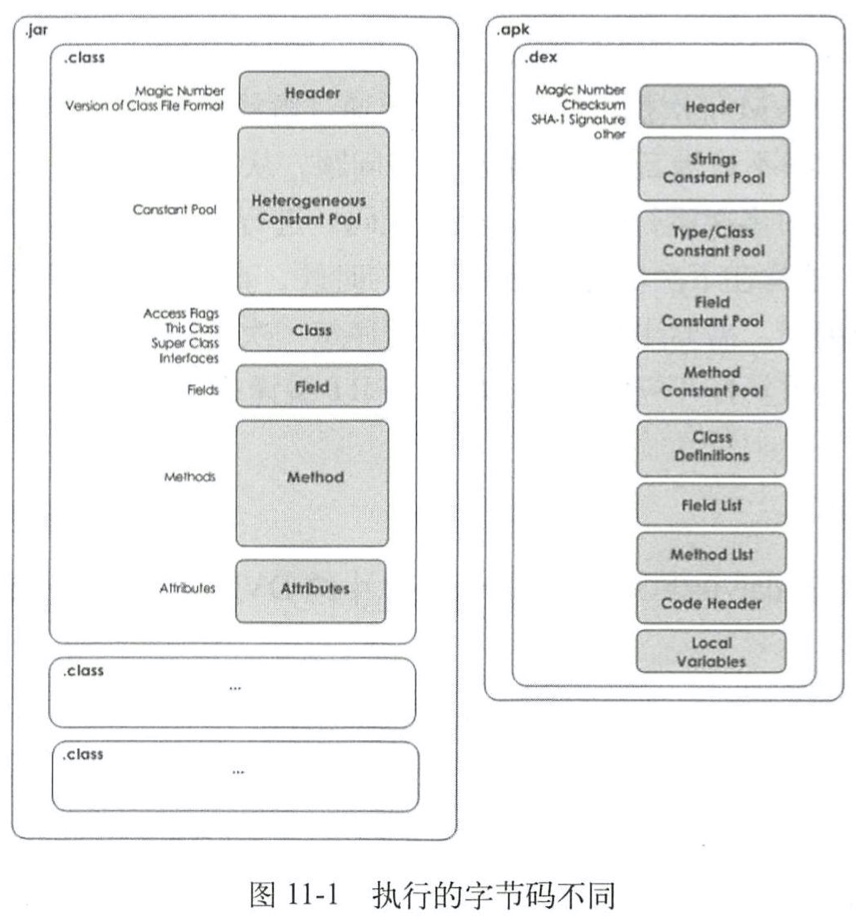 .jar
.class
Magic Number
Version of Class File Format
Header
Constant Pool
Heterogeneous
Constant Pool
Access Flags
This Class
Super Class
Interfaces
Class
Fields
Field
Methods
Method
Attributes
Attributes
.class
...
.class
...
.apk
.dex
Magic Number
Checksum
SHA-1 Signature
other
Header
Strings
Constant Pool
Type/Class
Constant Pool
Field
Constant Pool
Method
Constant Pool
Class
Definitions
Field List
Method List
Code Header
Local
Variables
图 11-1 执行的字节码不同